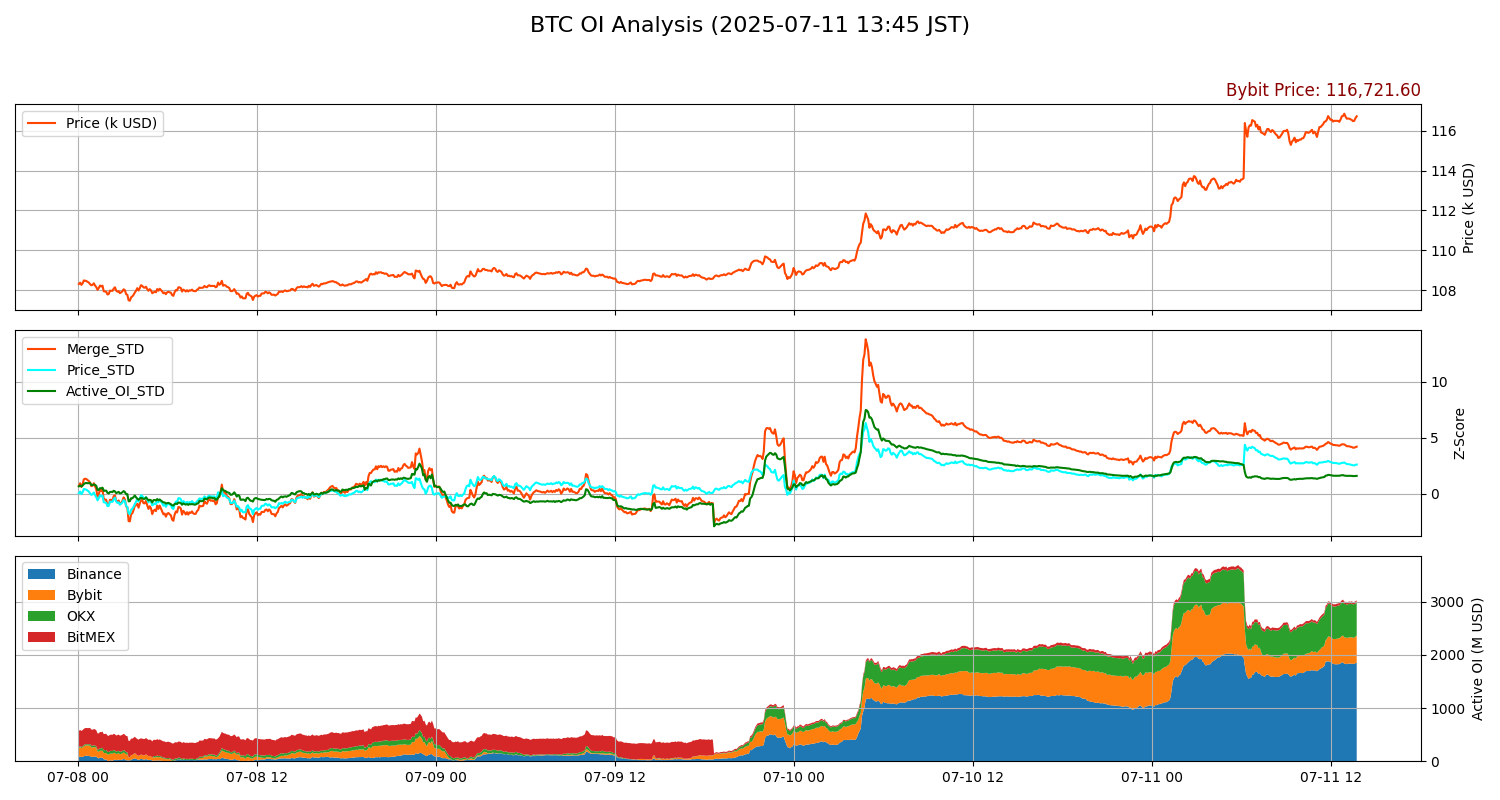 BTC OI Analysis (2025-07-11 13:45 JST)
Bybit Price: 116,721.60
Price (k USD)
116
114
112
110
108
Price (k USD)
Merge_STD
Price_STD
Active_OI_STD
10
5
0
Z-Score
Binance
Bybit
OKX
BitMEX
3000
2000
1000
0
Active OI (M USD)
07-08 00
07-08 12
07-09 00
07-09 12
07-10 00
07-10 12
07-11 00
07-11 12